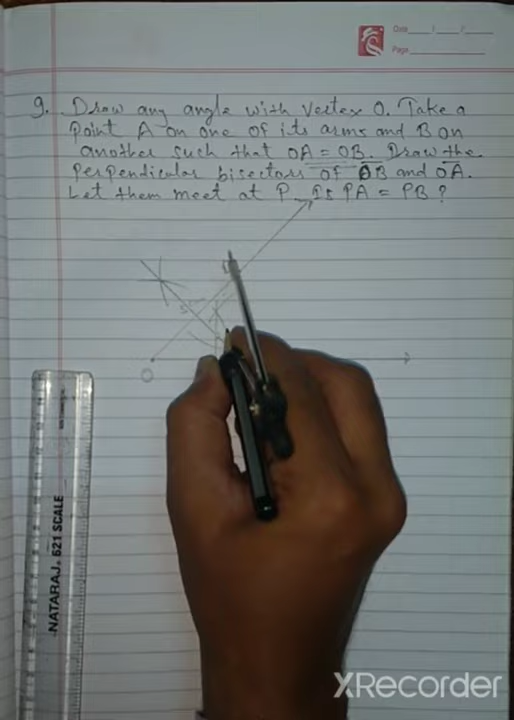 Date / /
Page
9. Draw any angle with Vertex O. Take a
Point A on one of its arms and B on
another such that OA = OB. Draw the
Perpendicular bisectors of OB and OA.
Let them meet at P. Is PA = PB ?
O
NATARAJ 621 SCALE
XRecorder